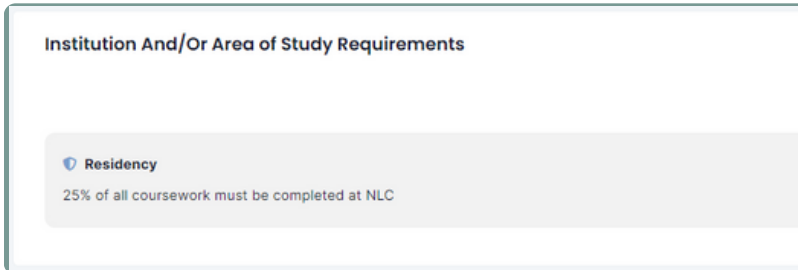 Institution And/Or Area of Study Requirements
Residency
25% of all coursework must be completed at NLC